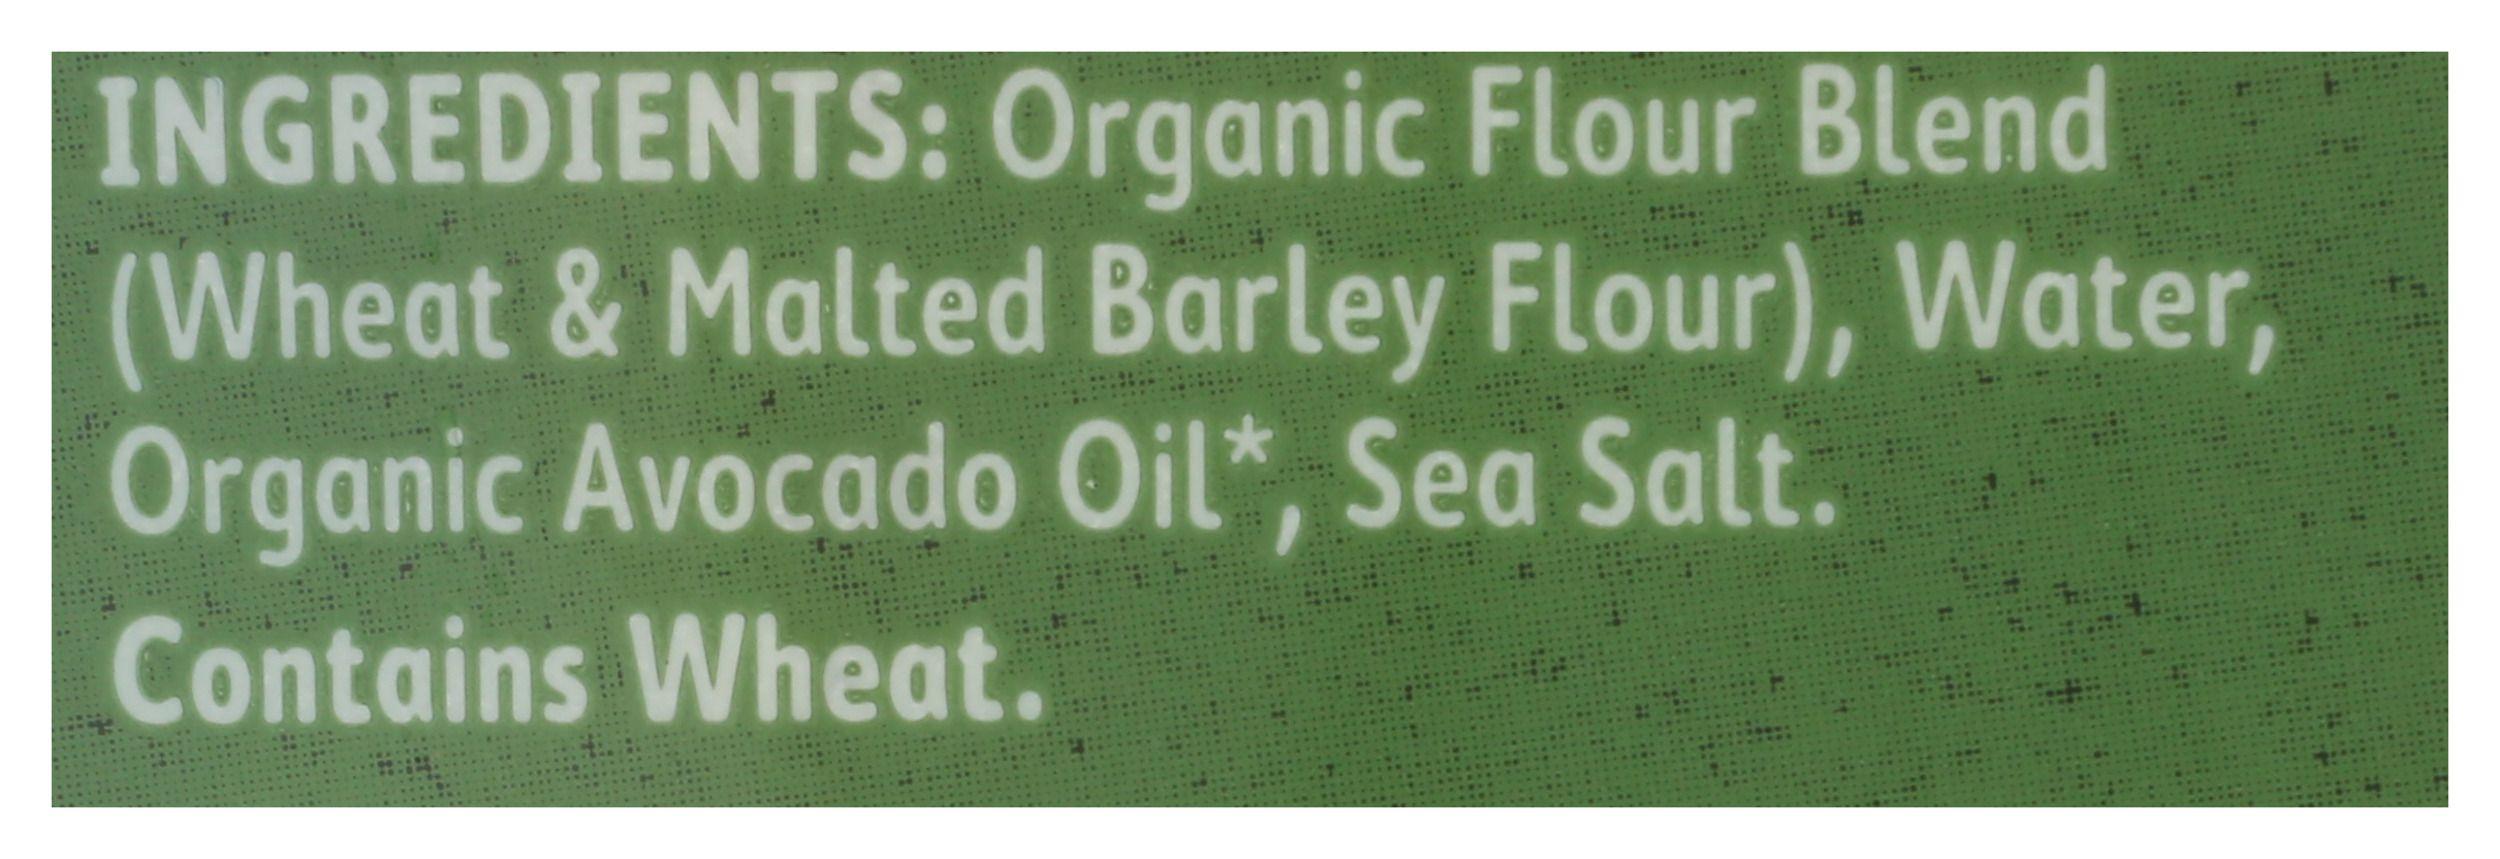 INGREDIENTS: Organic Flour Blend
(Wheat & Malted Barley Flour), Water,
Organic Avocado Oil*, Sea Salt.
Contains Wheat.